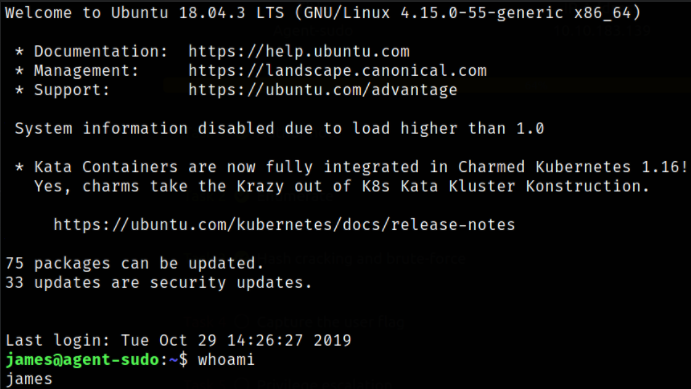 Welcome to Ubuntu 18.04.3 LTS (GNU/Linux 4.15.0-55-generic x86_64)
* Documentation:  https://help.ubuntu.com
* Management:     https://landscape.canonical.com
* Support:        https://ubuntu.com/advantage
System information disabled due to load higher than 1.0
* Kata Containers are now fully integrated in Charmed Kubernetes 1.16!
Yes, charms take the Krazy out of K8s Kata Kluster Konstruction.
https://ubuntu.com/kubernetes/docs/release-notes
75 packages can be updated.
33 updates are security updates.
Last login: Tue Oct 29 14:26:27 2019
james@agent-sudo:~$ whoami
james